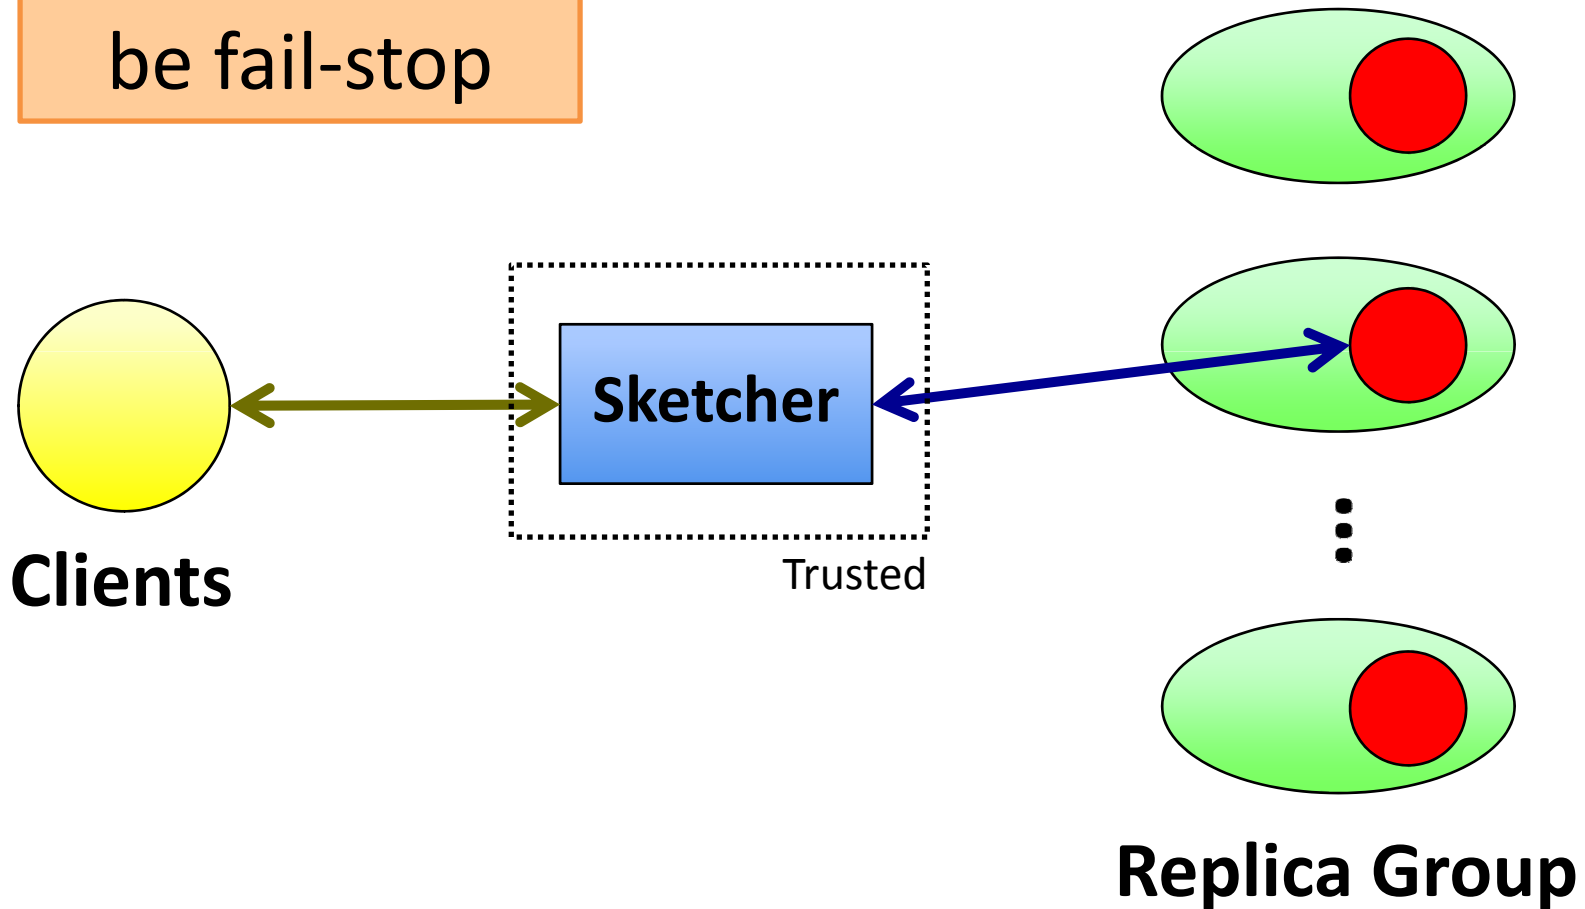 be fail-stop
Sketcher
Trusted
Clients
Replica Group